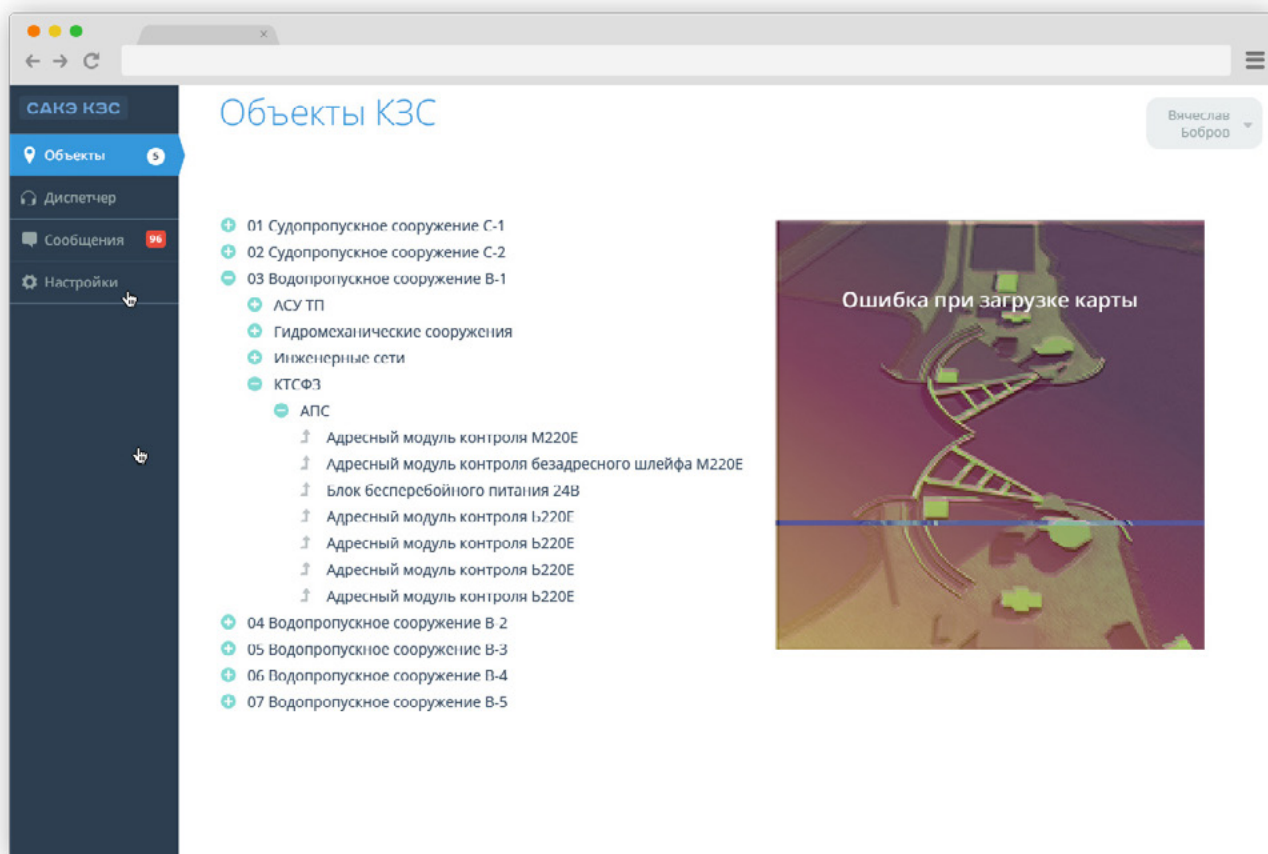 САКЭ КЗС
Объекты 5
Диспетчер
Сообщения 96
Настройки
Объекты КЗС
Вячеслав
Бобров
01 Судопропускное сооружение С-1
02 Судопропускное сооружение С-2
03 Водопропускное сооружение В-1
АСУ ТП
Гидромеханические сооружения
Инженерные сети
КТСФЗ
АПС
Адресный модуль контроля М220Е
Адресный модуль контроля безадресного шлейфа М220Е
Блок бесперебойного питания 24В
Адресный модуль контроля Б220Е
Адресный модуль контроля Б220Е
Адресный модуль контроля Б220Е
Адресный модуль контроля Б220Е
04 Водопропускное сооружение В-2
05 Водопропускное сооружение В-3
06 Водопропускное сооружение В-4
07 Водопропускное сооружение В-5
Ошибка при загрузке карты